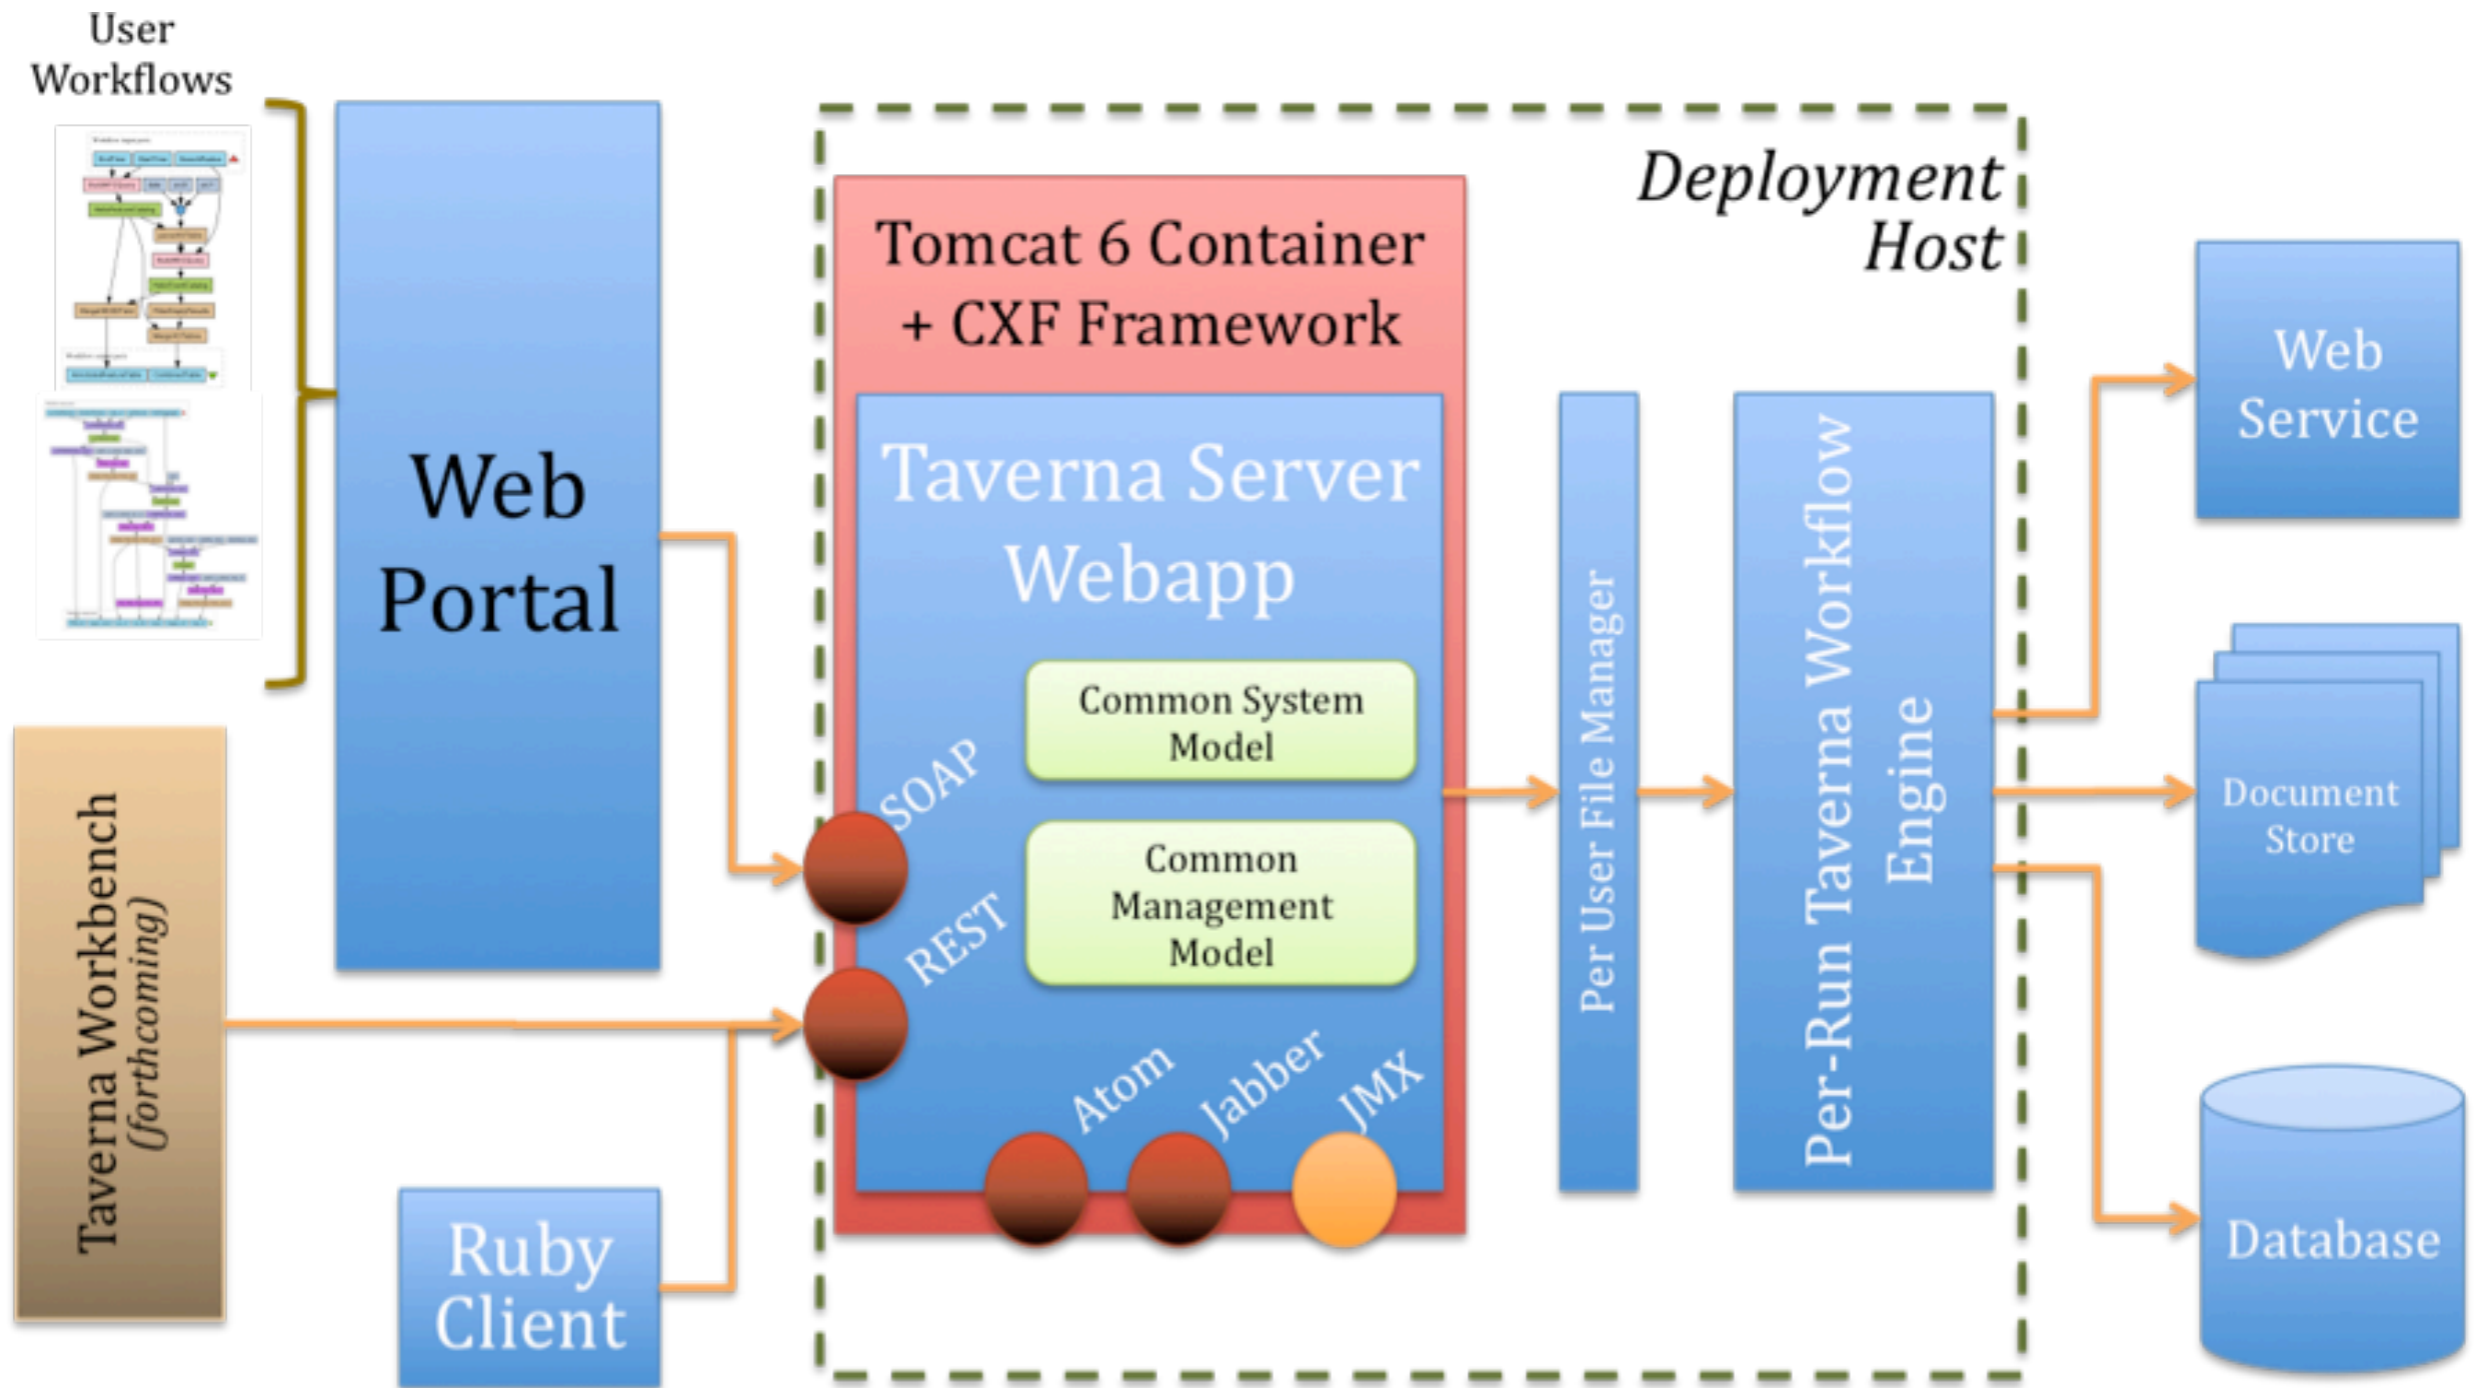 User
Workflows
Web
Portal
Taverna Workbench
(forthcoming)
Ruby
Client
Deployment
Host
Tomcat 6 Container
+ CXF Framework
Taverna Server
Webapp
Common System
Model
Common
Management
Model
SOAP
REST
Atom
Jabber
JMX
Per User File Manager
Per-Run Taverna Workflow
Engine
Web
Service
Document
Store
Database